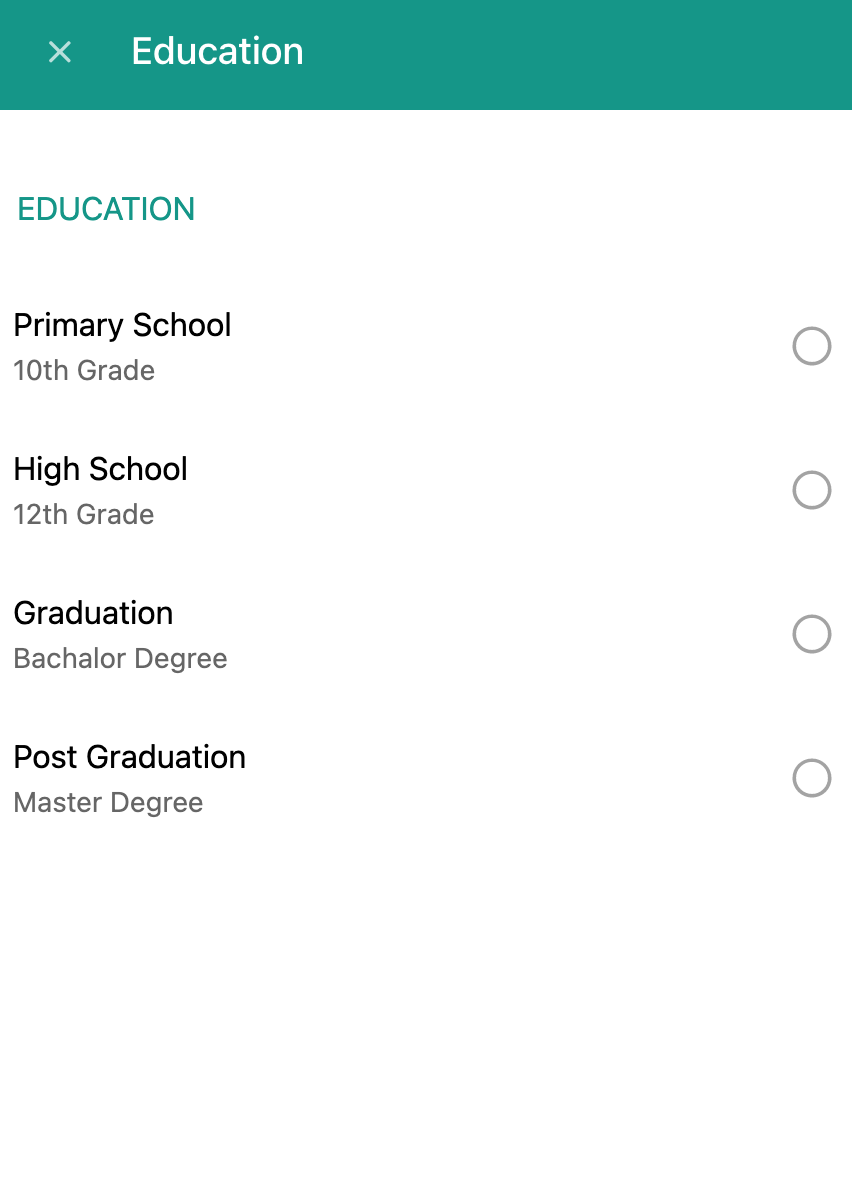 Education
EDUCATION
Primary School
10th Grade
High School
12th Grade
Graduation
Bachalor Degree
Post Graduation
Master Degree